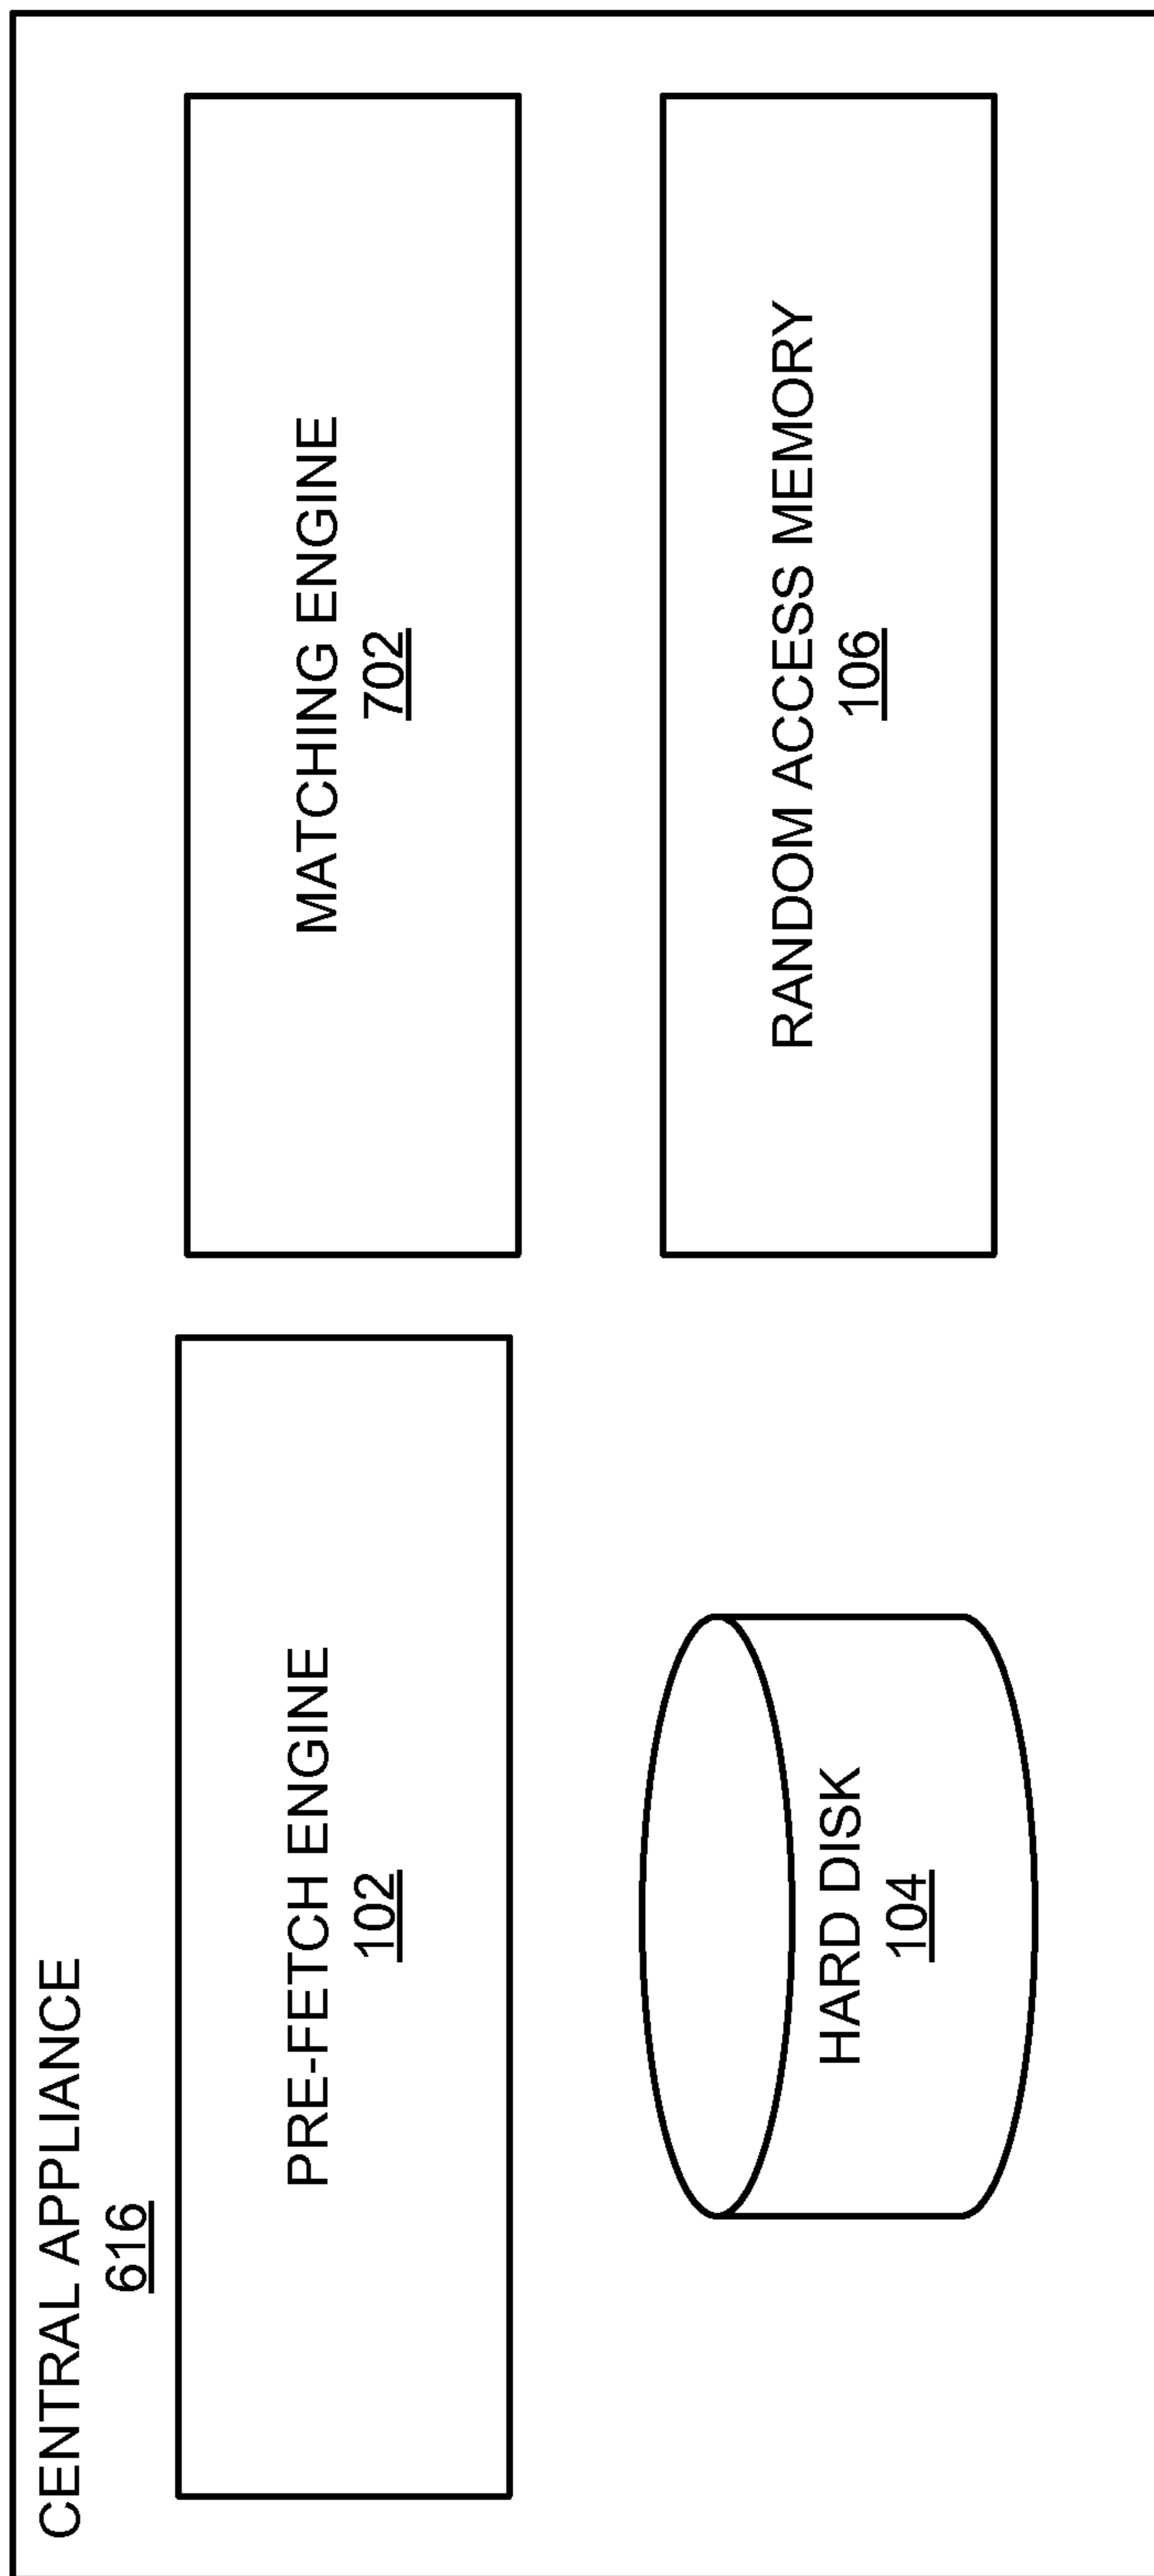 CENTRAL APPLIANCE
616
PRE-FETCH ENGINE
102
MATCHING ENGINE
702
HARD DISK
104
RANDOM ACCESS MEMORY
106